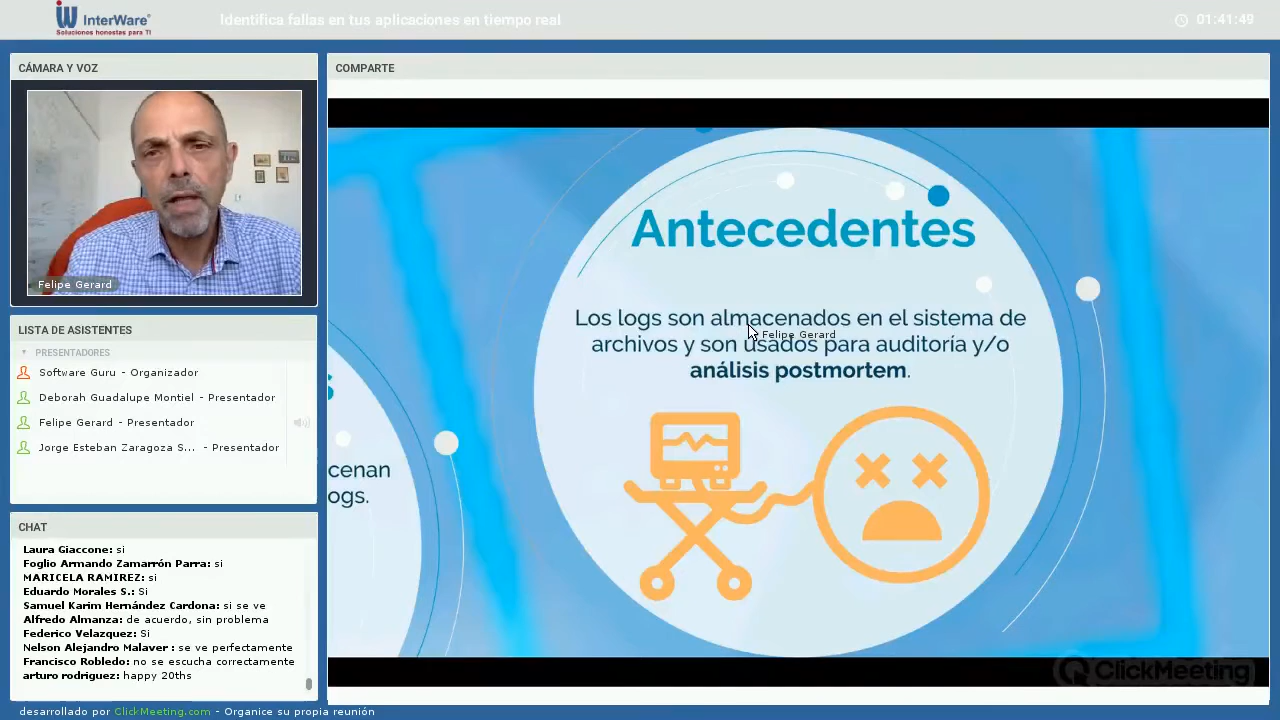 InterWare®
Soluciones honestas para TI
Identifica fallas en tus aplicaciones en tiempo real
01:41:49
CÁMARA Y VOZ
Felipe Gerard
LISTA DE ASISTENTES
PRESENTADORES
Software Guru - Organizador
Deborah Guadalupe Montiel - Presentador
Felipe Gerard - Presentador
Jorge Esteban Zaragoza S... - Presentador
CHAT
Laura Giaccone: si
Foglio Armando Zamarrón Parra: si
MARICELA RAMIREZ: si
Eduardo Morales S.: Si
Samuel Karim Hernández Cardona: si se ve
Alfredo Almanza: de acuerdo, sin problema
Federico Velazquez: Si
Nelson Alejandro Malaver : se ve perfectamente
Francisco Robledo: no se escucha correctamente
arturo rodriguez: happy 20ths
COMPARTE
s
cenan
ogs.
Antecedentes
Los logs son almacenados en el sistema de
archivos y son usados para auditoría y/o
análisis postmortem.
Felipe Gerard
ClickMeeting
desarrollado por ClickMeeting.com - Organice su propia reunión